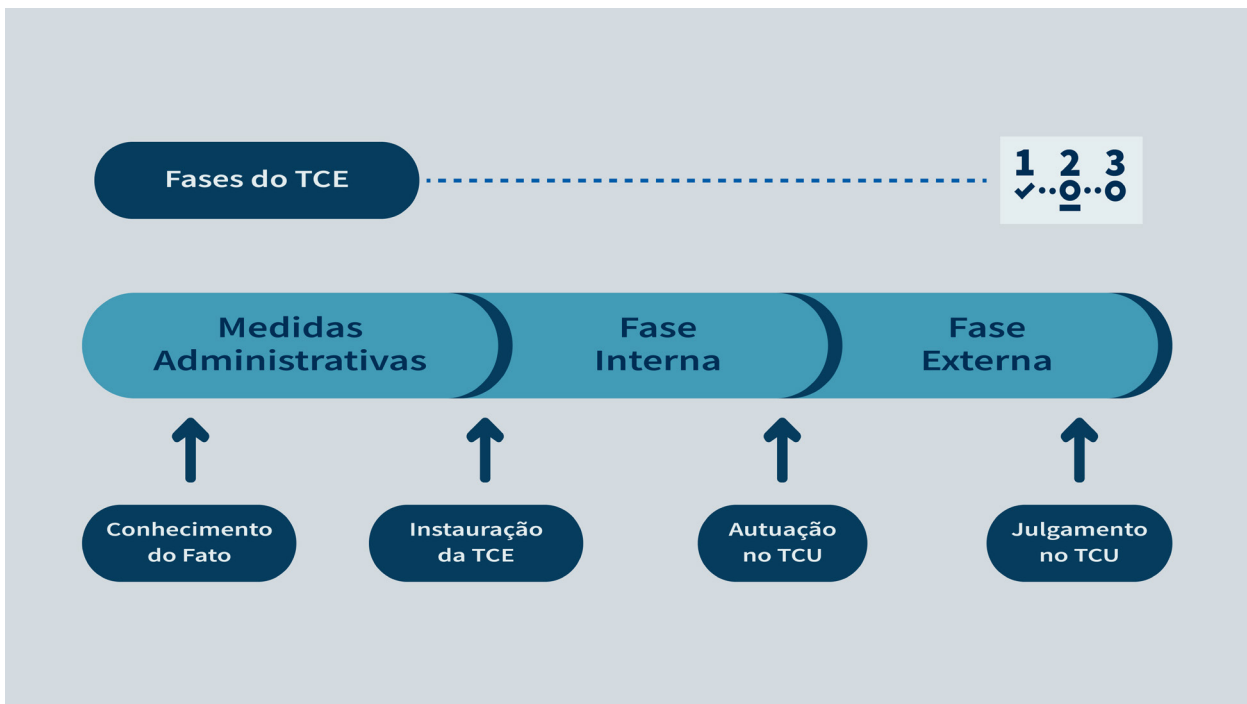 Fases do TCE
1 2 3
Medidas
Administrativas
Fase
Interna
Fase
Externa
Conhecimento
do Fato
Instauração
da TCE
Autuação
no TCU
Julgamento
no TCU